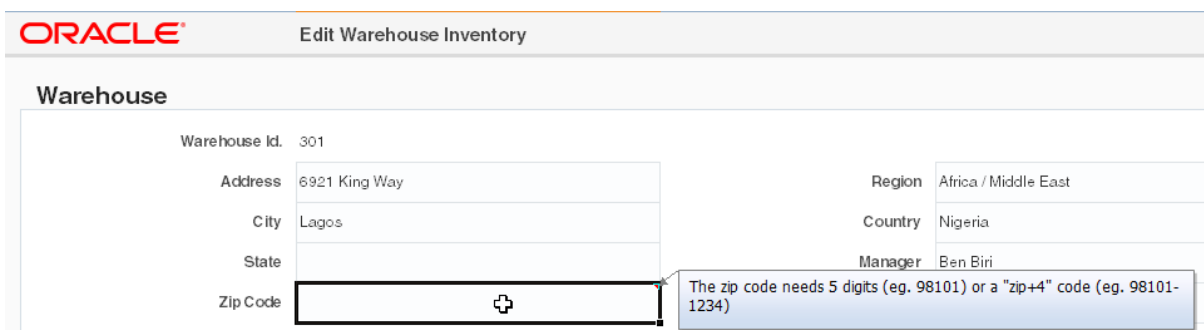 ORACLE® Edit Warehouse Inventory
Warehouse
Warehouse Id. 301
Address 6921 King Way Region Africa / Middle East
City Lagos Country Nigeria
State Manager Ben Biri
Zip Code The zip code needs 5 digits (eg. 98101) or a "zip+4" code (eg. 98101-
1234)